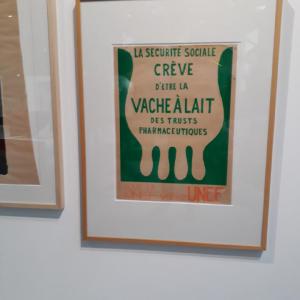 LA SÉCURITÉ SOCIALE
CRÈVE
D'ÊTRE LA
VACHE À LAIT
DES TRUSTS
PHARMACEUTIQUES
UNEF